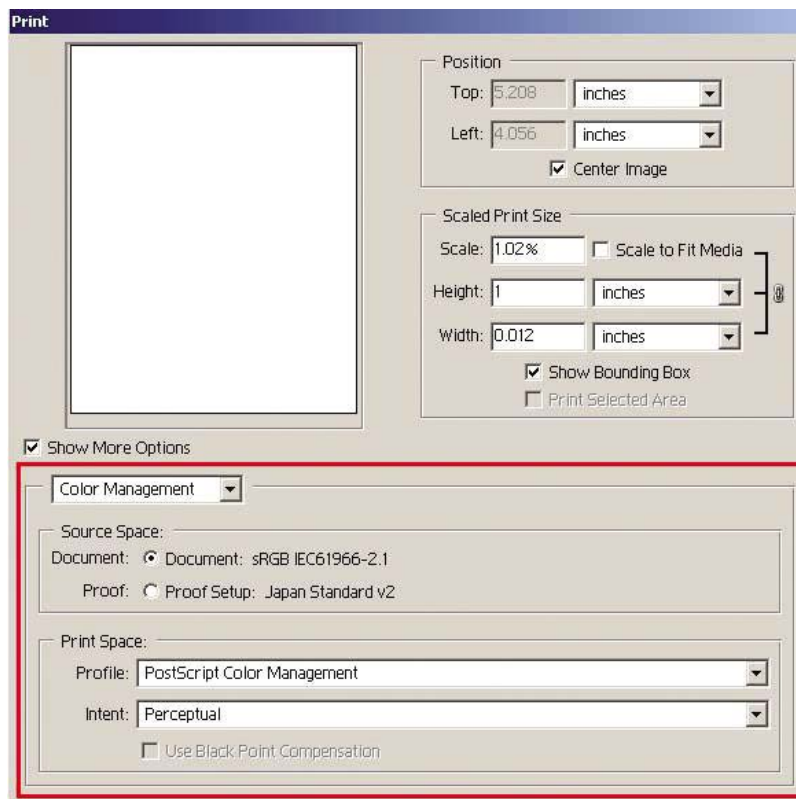 Print
Position
Top: 5.208 inches
Left: 4.056 inches
Center Image
Scaled Print Size
Scale: 1.02% Scale to Fit Media
Height: 1 inches
Width: 0.012 inches
Show Bounding Box
Print Selected Area
Show More Options
Color Management
Source Space:
Document: Document: sRGB IEC61966-2.1
Proof: Proof Setup: Japan Standard v2
Print Space:
Profile: PostScript Color Management
Intent: Perceptual
Use Black Point Compensation